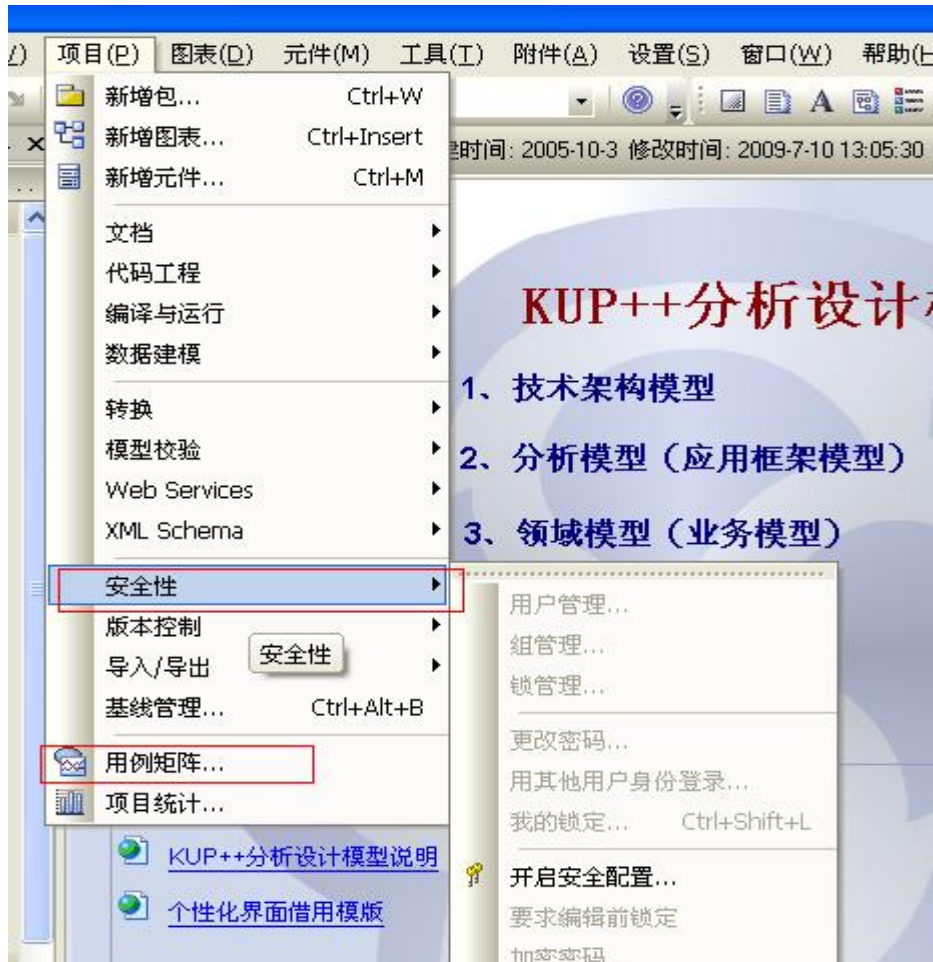 项目(P) 图表(D) 元件(M) 工具(T) 附件(A) 设置(S) 窗口(W) 帮助(H
新增包... Ctrl+W
新增图表... Ctrl+Insert
建时间: 2005-10-3 修改时间: 2009-7-10 13:05:30
新增元件... Ctrl+M
文档
代码工程
编译与运行
数据建模
转换
模型校验
Web Services
XML Schema
安全性
版本控制
安全性
导入/导出
基线管理... Ctrl+Alt+B
用例矩阵...
项目统计...
KUP++分析设计
1、技术架构模型
2、分析模型（应用框架模型）
3、领域模型（业务模型）
用户管理...
组管理...
锁管理...
更改密码...
用其他用户身份登录...
我的锁定... Ctrl+Shift+L
开启安全配置...
要求编辑前锁定
加密密码
KUP++分析设计模型说明
个性化界面借用模版